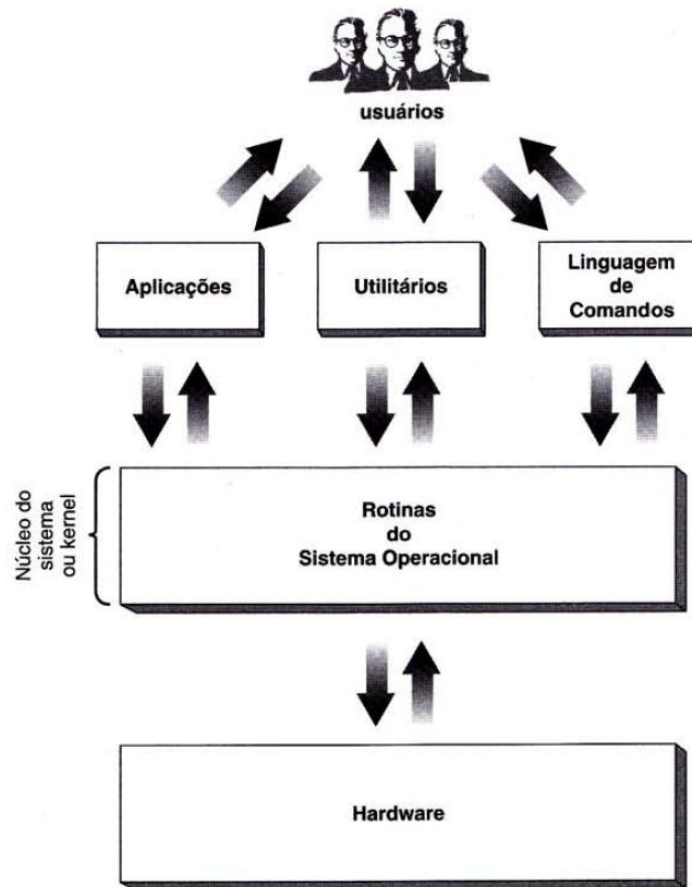 usuários
Aplicações
Utilitários
Linguagem
de
Comandos
Núcleo do
sistema
ou kernel
Rotinas
do
Sistema Operacional
Hardware